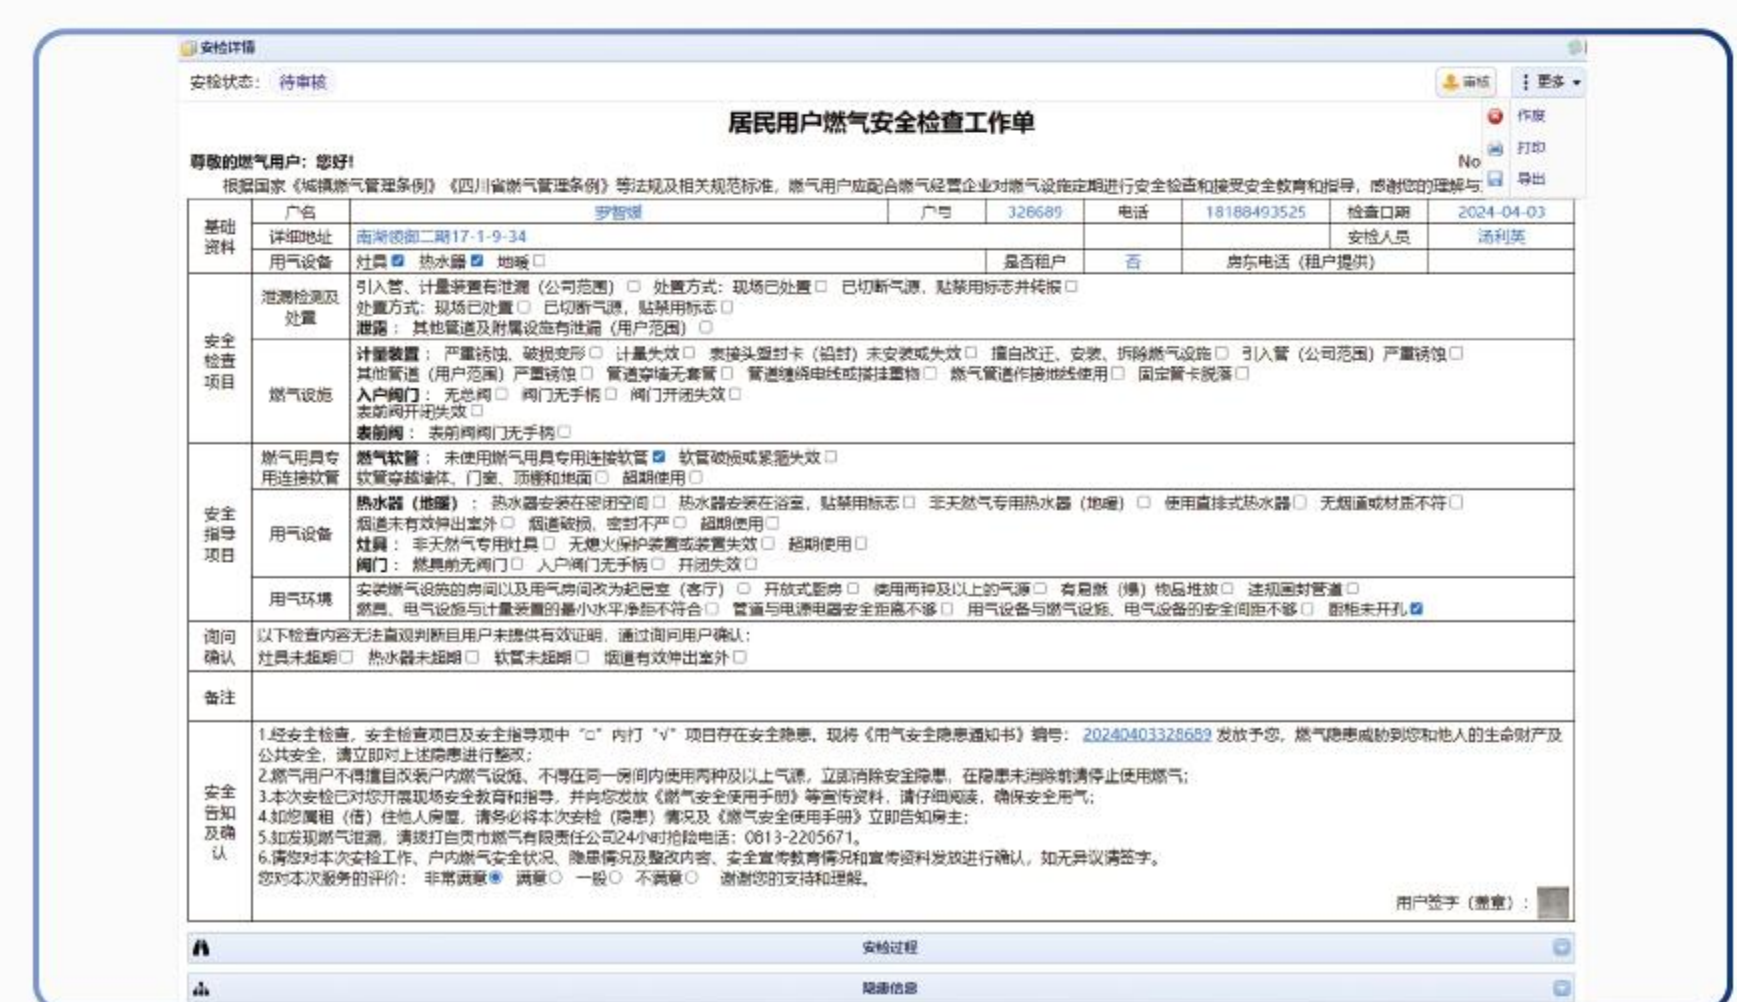 安检详情
安检状态： 待审核 审核 更多
作废
打印
导出
居民用户燃气安全检查工作单
尊敬的燃气用户：您好！ No
根据国家《城镇燃气管理条例》《四川省燃气管理条例》等法规及相关规范标准，燃气用户应配合燃气经营企业对燃气设施定期进行安全检查和接受安全教育和指导，感谢您的理解与
基础资料 户名 罗智媛 户号 328689 电话 18188493525 检查日期 2024-04-03
详细地址 南湖领御二期17-1-9-34 安检人员 汤利英
用气设备 灶具☑ 热水器☑ 地暖□ 是否租户 否 房东电话（租户提供）
安全检查项目
泄漏检测及处置
引入管、计量装置有泄漏（公司范围）□ 处置方式：现场已处置□ 已切断气源，贴禁用标志并转报□
处置方式：现场已处置□ 已切断气源，贴禁用标志□
泄露： 其他管道及附属设施有泄漏（用户范围）□
燃气设施
计量装置： 严重锈蚀、破损变形□ 计量失效□ 表接头塑封卡（铅封）未安装或失效□ 擅自改迁、安装、拆除燃气设施□ 引入管（公司范围）严重锈蚀□
其他管道（用户范围）严重锈蚀□ 管道穿墙无套管□ 管道缠绕电线或搭挂重物□ 燃气管道作接地线使用□ 固定管卡脱落□
入户阀门： 无总阀□ 阀门无手柄□ 阀门开闭失效□
表前阀开闭失效□
表前阀： 表前阀阀门无手柄□
安全指导项目
燃气用具专用连接软管
燃气软管： 未使用燃气用具专用连接软管☑ 软管破损或紧箍失效□
软管穿越墙体、门窗、顶棚和地面□ 超期使用□
用气设备
热水器（地暖）： 热水器安装在密闭空间□ 热水器安装在浴室，贴禁用标志□ 非天然气专用热水器（地暖）□ 使用直排式热水器□ 无烟道或材质不符□
烟道未有效伸出室外□ 烟道破损，密封不严□ 超期使用□
灶具： 非天然气专用灶具□ 无熄火保护装置或装置失效□ 超期使用□
阀门： 燃具前无阀门□ 入户阀门无手柄□ 开闭失效□
用气环境
安装燃气设施的房间以及用气房间改为起居室（客厅）□ 开放式厨房□ 使用两种及以上的气源□ 有易燃（爆）物品堆放□ 违规围封管道□
燃具、电气设施与计量装置的最小水平净距不符合□ 管道与电源电器安全距离不够□ 用气设备与燃气设施、电气设备的安全间距不够□ 橱柜未开孔☑
询问确认
以下检查内容无法直观判断且用户未提供有效证明，通过询问用户确认：
灶具未超期□ 热水器未超期□ 软管未超期□ 烟道有效伸出室外□
备注
安全告知及确认
1.经安全检查，安全检查项目及安全指导项中“□”内打“√”项目存在安全隐患。现将《用气安全隐患通知书》编号： 20240403328689 发放予您，燃气隐患威胁到您和他人的生命财产及
公共安全，请立即对上述隐患进行整改；
2.燃气用户不得擅自改装户内燃气设施、不得在同一房间内使用两种及以上气源，立即消除安全隐患，在隐患未消除前请停止使用燃气；
3.本次安检已对您开展现场安全教育和指导，并向您发放《燃气安全使用手册》等宣传资料，请仔细阅读，确保安全用气；
4.如您属租（借）住他人房屋，请务必将本次安检（隐患）情况及《燃气安全使用手册》立即告知房主；
5.如发现燃气泄漏，请拨打自贡市燃气有限责任公司24小时抢险电话：0813-2205671。
6.请您对本次安检工作、户内燃气安全状况、隐患情况及整改内容、安全宣传教育情况和宣传资料发放进行确认，如无异议请签字。
您对本次服务的评价： 非常满意◉ 满意○ 一般○ 不满意○ 谢谢您的支持和理解。
用户签字（盖章）：
安检过程
隐患信息